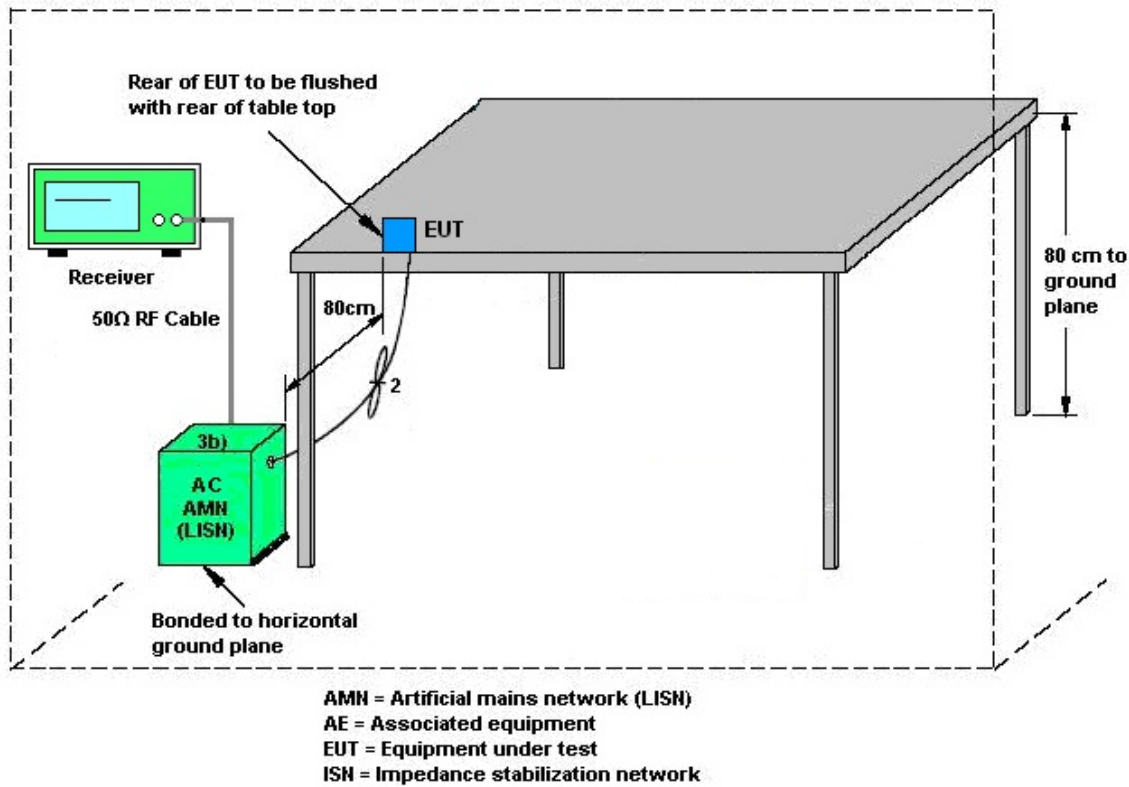 Rear of EUT to be flushed
with rear of table top
EUT
Receiver
50Ω RF Cable
80cm
80 cm to
ground
plane
2
3b)
AC
AMN
(LISN)
Bonded to horizontal
ground plane
AMN = Artificial mains network (LISN)
AE = Associated equipment
EUT = Equipment under test
ISN = Impedance stabilization network